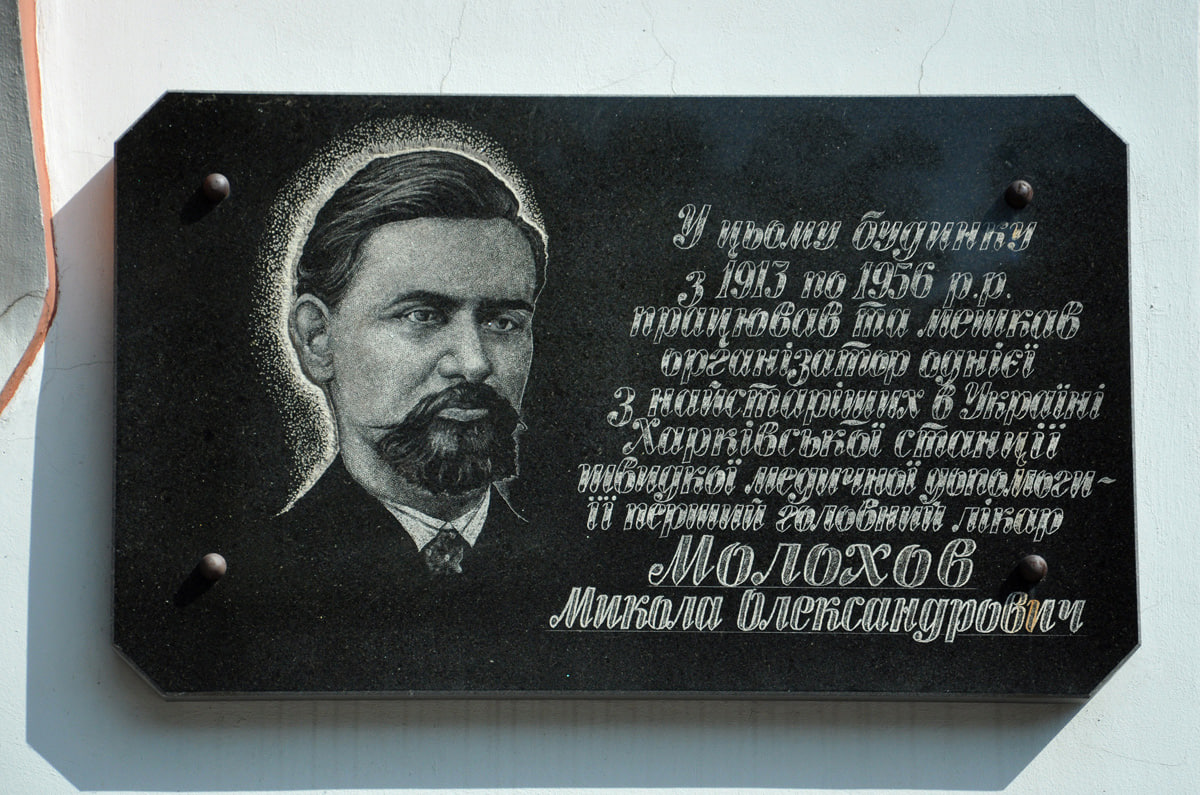 У цьому будинку
з 1913 по 1956 р.р.
працював та мешкав
організатор однієї
з найстаріших в Україні
Харківської станції
швидкої медичної допомоги-
її перший головний лікар
Молохов
Микола Олександрович